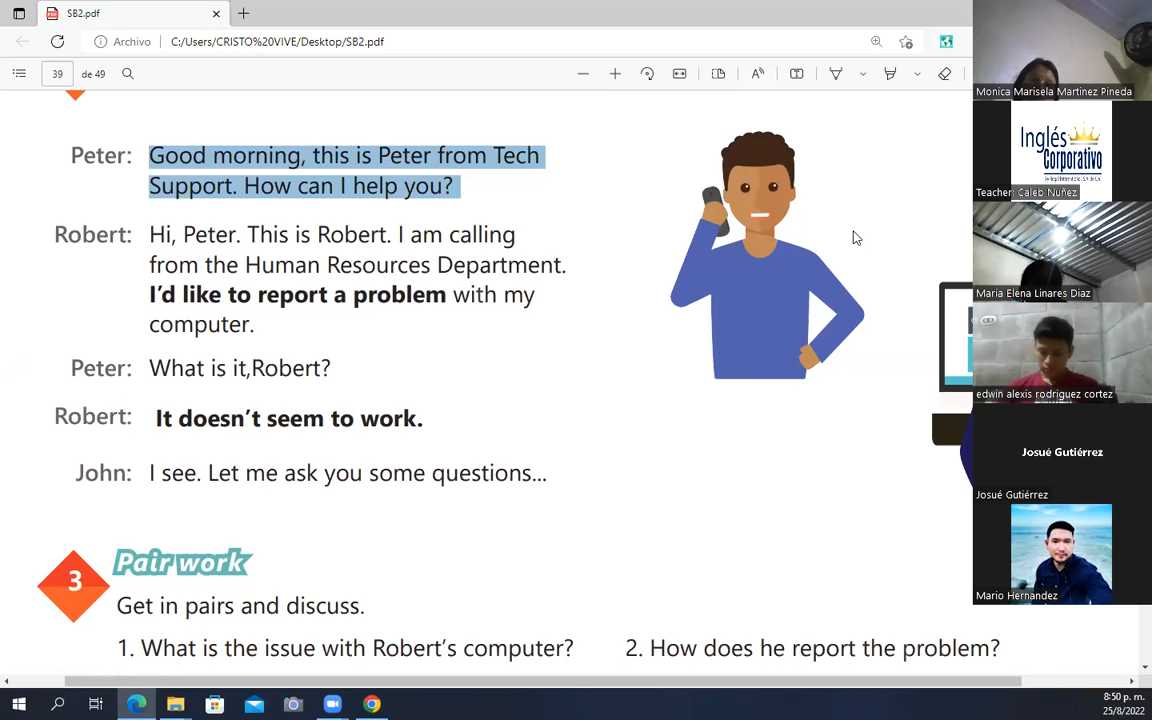 SB2.pdf
Archivo
C:/Users/CRISTO%20VIVE/Desktop/SB2.pdf
39
de 49
Peter: Good morning, this is Peter from Tech
Support. How can I help you?
Robert: Hi, Peter. This is Robert. I am calling
from the Human Resources Department.
I'd like to report a problem with my
computer.
Peter: What is it,Robert?
Robert: It doesn't seem to work.
John: I see. Let me ask you some questions...
3
Pair work
Get in pairs and discuss.
1. What is the issue with Robert's computer?
2. How does he report the problem?
Monica Marisela Martinez Pineda
Inglés
Corporativo
Teacher: Caleb Nuñez
Maria Elena Linares Diaz
edwin alexis rodriguez cortez
Josué Gutiérrez
Josué Gutiérrez
Mario Hernandez
8:50 p. m.
25/8/2022